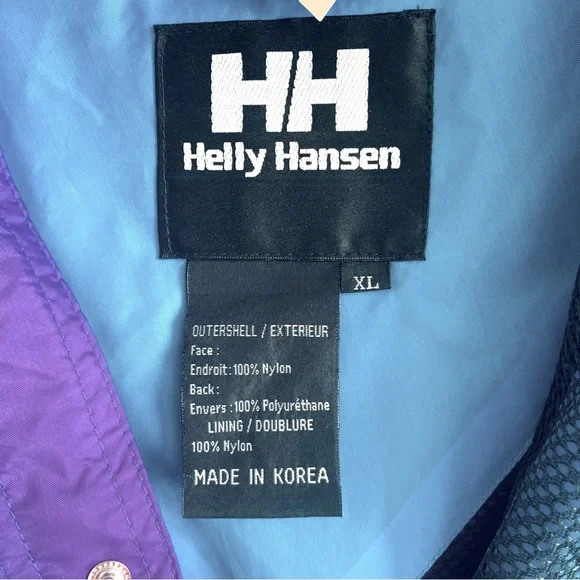 HH
Helly Hansen
XL
OUTERSHELL / EXTERIEUR
Face :
Endroit : 100% Nylon
Back :
Envers : 100% Polyuréthane
LINING / DOUBLURE
100% Nylon
MADE IN KOREA